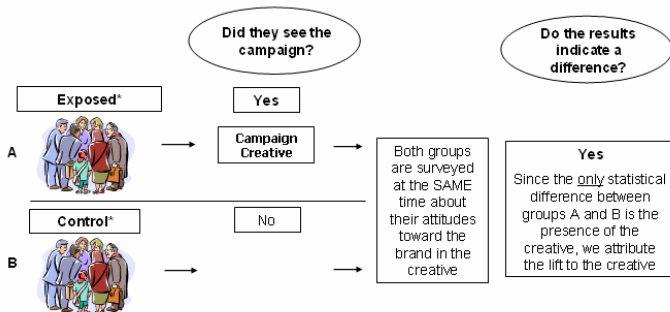 Did they see the
campaign?
Do the results
indicate a
difference?
Exposed*
Yes
A
Campaign
Creative
Both groups
are surveyed
at the SAME
time about
their attitudes
toward the
brand in the
creative
Yes
Since the only statistical
difference between
groups A and B is the
presence of the
creative, we attribute
the lift to the creative
Control*
No
B